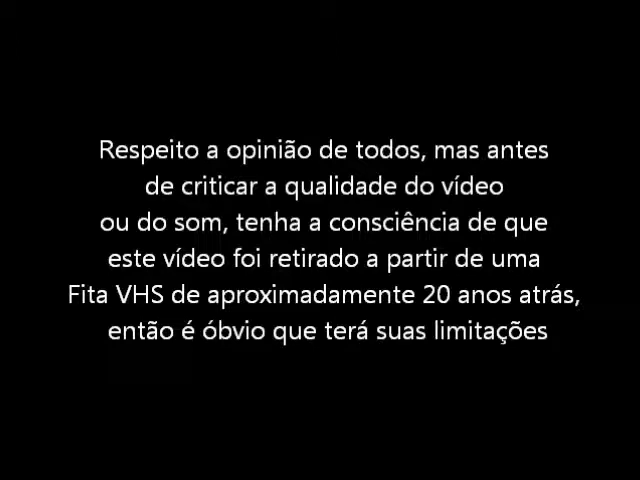 Respeito a opinião de todos, mas antes
de criticar a qualidade do vídeo
ou do som, tenha a consciência de que
este vídeo foi retirado a partir de uma
Fita VHS de aproximadamente 20 anos atrás,
então é óbvio que terá suas limitações